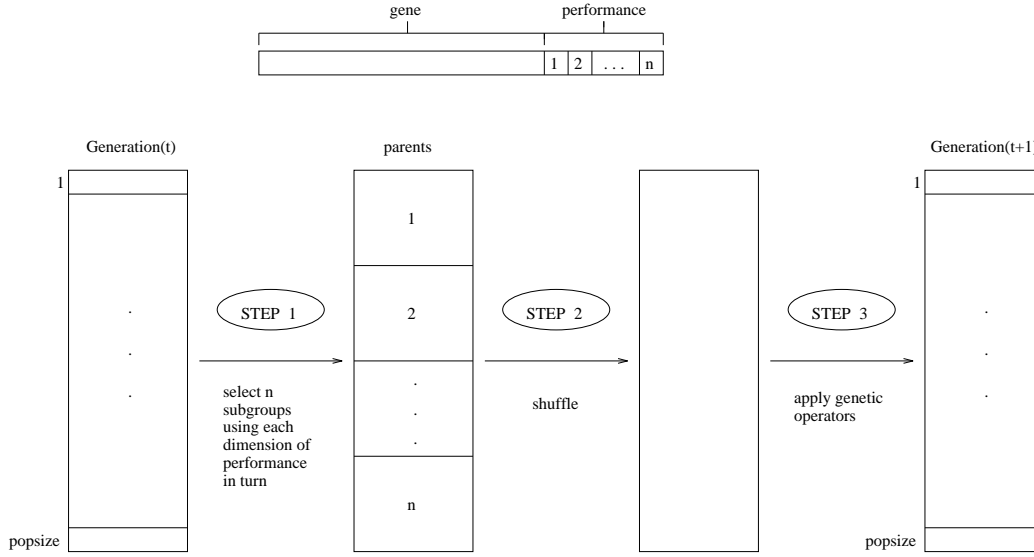 gene performance
1 2 . . . n
Generation(t) parents Generation(t+1)
1 1
1
STEP 1 2 STEP 2 STEP 3
select n
subgroups
using each
dimension of
performance
in turn
shuffle
apply genetic
operators
n
popsize popsize